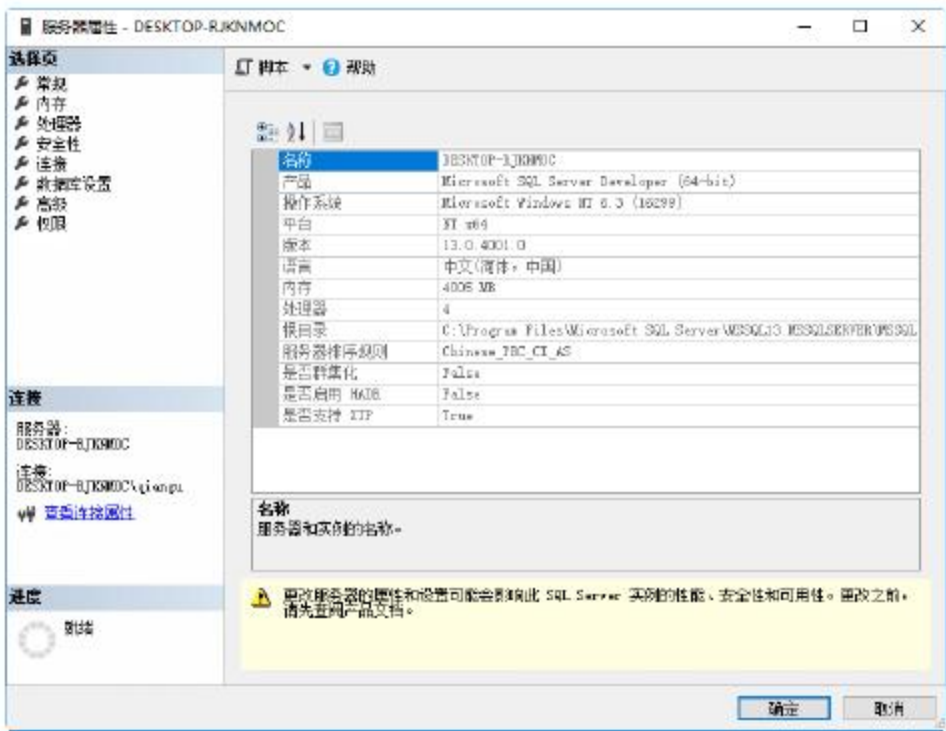 服务器属性 - DESKTOP-RJKNMOC
选择页
常规
内存
处理器
安全性
连接
数据库设置
高级
权限
脚本
帮助
名称 DESKTOP-RJKNMOC
产品 Microsoft SQL Server Developer (64-bit)
操作系统 Microsoft Windows NT 6.3 (16299)
平台 NT x64
版本 13.0.4001.0
语言 中文(简体，中国)
内存 4005 MB
处理器 4
根目录 C:\Program Files\Microsoft SQL Server\MSSQL13.MSSQLSERVER\MSSQL
服务器排序规则 Chinese_PRC_CI_AS
是否群集化 False
是否启用 HADR False
是否支持 XTP True
连接
服务器:
DESKTOP-RJKNMOC
连接:
DESKTOP-RJKNMOC\
查看连接属性
名称
服务器和实例的名称。
进度
就绪
更改服务器的属性和设置可能会影响此 SQL Server 实例的性能、安全性和可用性。更改之前，
请先查阅产品文档。
确定
取消